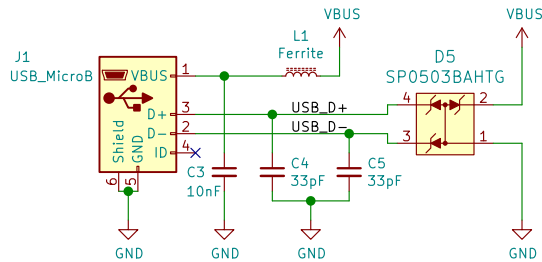 VBUS
VBUS
L1
Ferrite
J1
USB_MicroB
D5
SP0503BAHTG
VBUS
1
D+
3
D-
2
ID
4
Shield
GND
6
5
USB_D+
USB_D-
4
2
3
1
C3
10nF
C4
33pF
C5
33pF
GND
GND
GND
GND